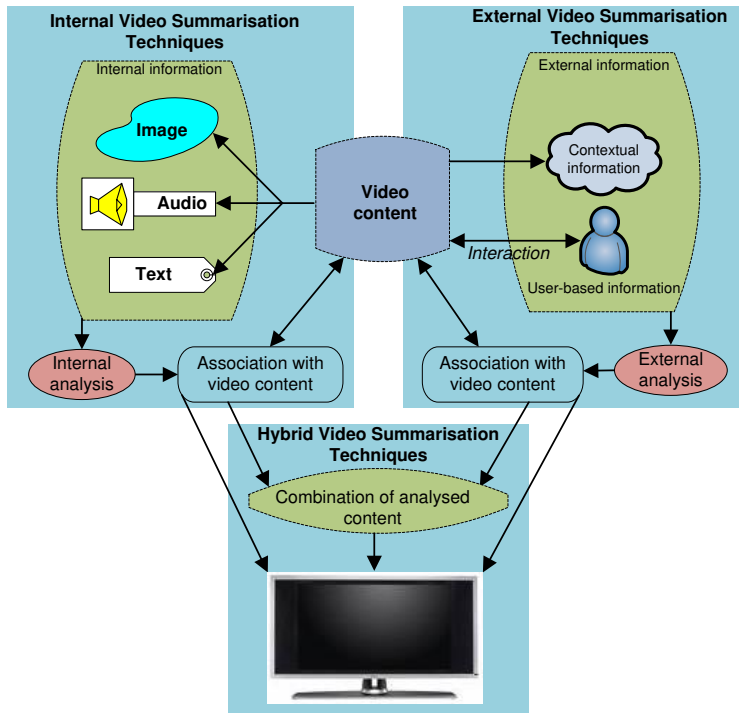 Internal Video Summarisation
Techniques
Internal information
Image
Audio
Text
Internal
analysis
Association with
video content
Video
content
External Video Summarisation
Techniques
External information
Contextual
information
Interaction
User-based information
External
analysis
Association with
video content
Hybrid Video Summarisation
Techniques
Combination of analysed
content